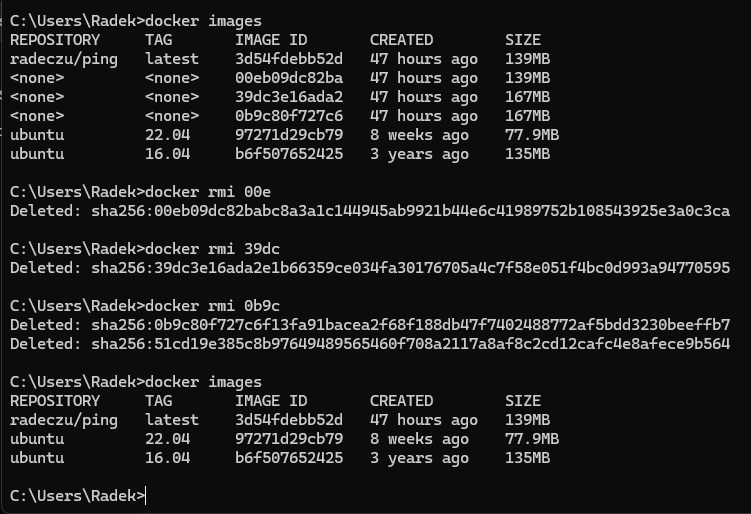 C:\Users\Radek>docker images
REPOSITORY     TAG       IMAGE ID       CREATED        SIZE
radeczu/ping   latest    3d54fdebb52d   47 hours ago   139MB
<none>         <none>    00eb09dc82ba   47 hours ago   139MB
<none>         <none>    39dc3e16ada2   47 hours ago   167MB
<none>         <none>    0b9c80f727c6   47 hours ago   167MB
ubuntu         22.04     97271d29cb79   8 weeks ago    77.9MB
ubuntu         16.04     b6f507652425   3 years ago    135MB
C:\Users\Radek>docker rmi 00e
Deleted: sha256:00eb09dc82babc8a3a1c144945ab9921b44e6c41989752b108543925e3a0c3ca
C:\Users\Radek>docker rmi 39dc
Deleted: sha256:39dc3e16ada2e1b66359ce034fa30176705a4c7f58e051f4bc0d993a94770595
C:\Users\Radek>docker rmi 0b9c
Deleted: sha256:0b9c80f727c6f13fa91bacea2f68f188db47f7402488772af5bdd3230beeffb7
Deleted: sha256:51cd19e385c8b97649489565460f708a2117a8af8c2cd12cafc4e8afece9b564
C:\Users\Radek>docker images
REPOSITORY     TAG       IMAGE ID       CREATED        SIZE
radeczu/ping   latest    3d54fdebb52d   47 hours ago   139MB
ubuntu         22.04     97271d29cb79   8 weeks ago    77.9MB
ubuntu         16.04     b6f507652425   3 years ago    135MB
C:\Users\Radek>